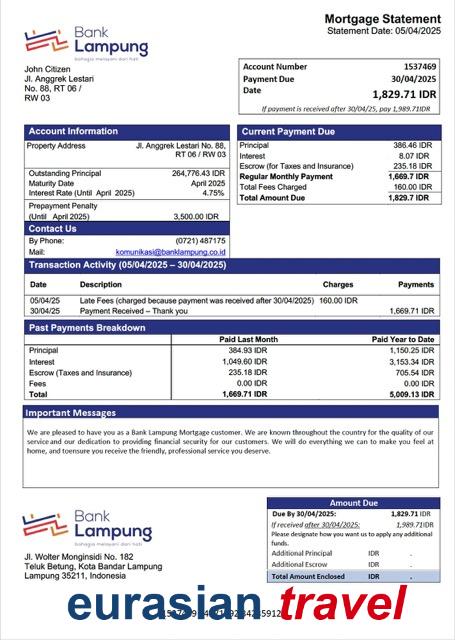 Bank
Lampung
bahagia melayani dari hati
Mortgage Statement
Statement Date: 05/04/2025
John Citizen
Jl. Anggrek Lestari
No. 88, RT 06 /
RW 03
Account Number 1537469
Payment Due 30/04/2025
Date 1,829.71 IDR
If payment is received after 30/04/25, pay 1,989.71IDR
Account Information
Property Address Jl. Anggrek Lestari No. 88,
RT 06 / RW 03
Outstanding Principal 264,776.43 IDR
Maturity Date April 2025
Interest Rate (Until April 2025) 4.75%
Prepayment Penalty
(Until April 2025) 3,500.00 IDR
Contact Us
By Phone: (0721) 487175
Mail: komunikasi@banklampung.co.id
Current Payment Due
Principal 386.46 IDR
Interest 8.07 IDR
Escrow (for Taxes and Insurance) 235.18 IDR
Regular Monthly Payment 1,669.7 IDR
Total Fees Charged 160.00 IDR
Total Amount Due 1,829.7 IDR
Transaction Activity (05/04/2025 – 30/04/2025)
Date Description Charges Payments
05/04/25 Late Fees (charged because payment was received after 30/04/2025) 160.00 IDR
30/04/25 Payment Received – Thank you 1,669.71 IDR
Past Payments Breakdown
Paid Last Month Paid Year to Date
Principal 384.93 IDR 1,150.25 IDR
Interest 1,049.60 IDR 3,153.34 IDR
Escrow (Taxes and Insurance) 235.18 IDR 705.54 IDR
Fees 0.00 IDR 0.00 IDR
Total 1,669.71 IDR 5,009.13 IDR
Important Messages
We are pleased to have you as a Bank Lampung Mortgage customer. We are known throughout the country for the quality of our
service and our dedication to providing financial security for our customers. We will do everything we can to make you feel at
home, and toensure you receive the friendly, professional service you deserve.
Bank
Lampung
bahagia melayani dari hati
Jl. Wolter Monginsidi No. 182
Teluk Betung, Kota Bandar Lampung
Lampung 35211, Indonesia
Amount Due
Due By 30/04/2025: 1,829.71 IDR
If received after 30/04/2025: 1,989.71IDR
Please designate how you want us to apply any additional
funds.
Additional Principal IDR .
Additional Escrow IDR .
Total Amount Enclosed IDR .
eurasian travel